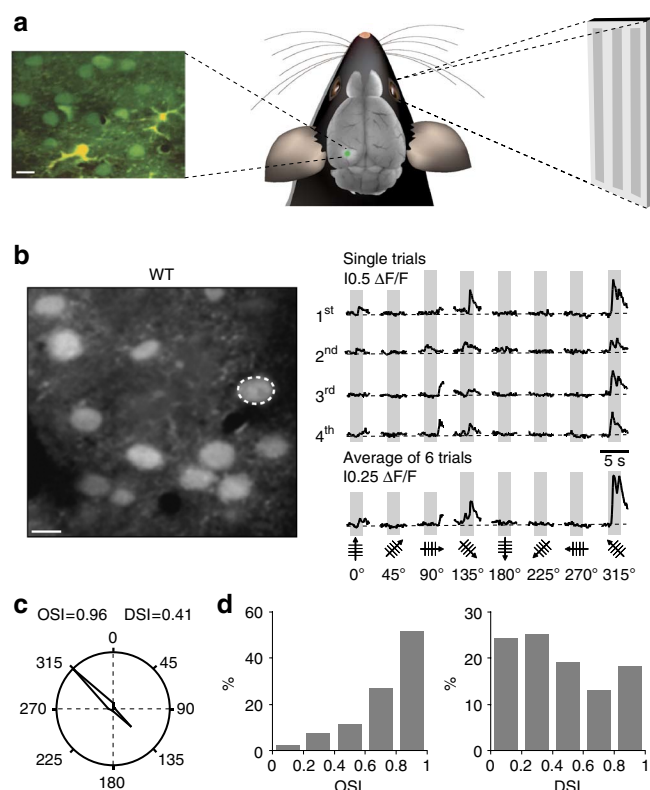 a
b
WT
Single trials
I0.5 ΔF/F
1st
2nd
3rd
4th
5 s
Average of 6 trials
I0.25 ΔF/F
0° 45° 90° 135° 180° 225° 270° 315°
c
OSI=0.96 DSI=0.41
0
315 45
270 90
225 135
180
d
60
40
20
0
%
0 0.2 0.4 0.6 0.8 1
OSI
30
20
10
0
%
0 0.2 0.4 0.6 0.8 1
DSI